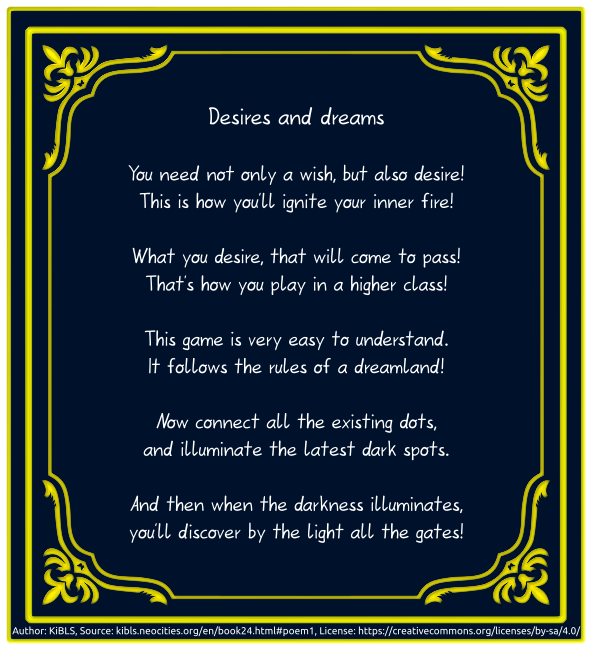 Desires and dreams
You need not only a wish, but also desire!
This is how you'll ignite your inner fire!
What you desire, that will come to pass!
That's how you play in a higher class!
This game is very easy to understand.
It follows the rules of a dreamland!
Now connect all the existing dots,
and illuminate the latest dark spots.
And then when the darkness illuminates,
you'll discover by the light all the gates!
Author: KiBLS, Source: kibls.neocities.org/en/book24.html#poem1, License: https://creativecommons.org/licenses/by-sa/4.0/